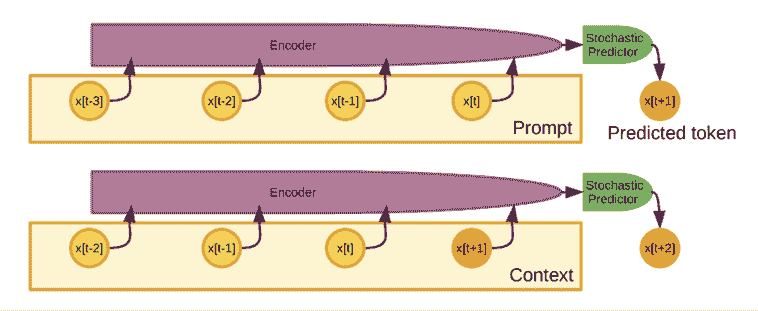 Encoder
Stochastic
Predictor
x[t-3]
x[t-2]
x[t-1]
x[t]
x[t+1]
Prompt
Predicted token
Encoder
Stochastic
Predictor
x[t-2]
x[t-1]
x[t]
x[t+1]
x[t+2]
Context